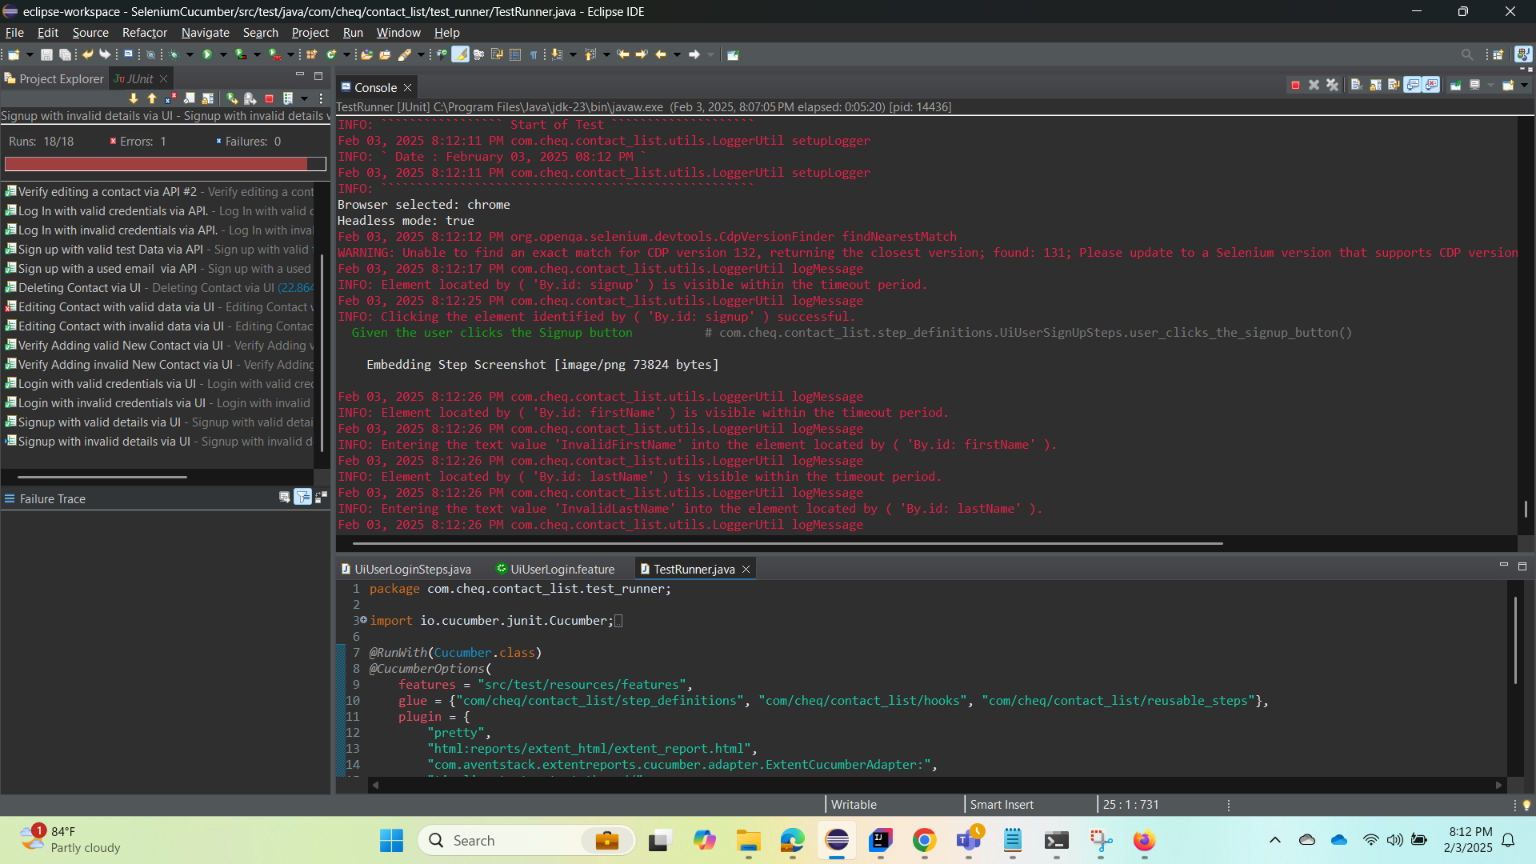 eclipse-workspace - SeleniumCucumber/src/test/java/com/cheq/contact_list/test_runner/TestRunner.java - Eclipse IDE
File Edit Source Refactor Navigate Search Project Run Window Help
Project Explorer
JUnit
Signup with invalid details via UI - Signup with invalid details v
Runs: 18/18
Errors: 1
Failures: 0
Verify editing a contact via API #2 - Verify editing a cont
Log In with valid credentials via API. - Log In with valid c
Log In with invalid credentials via API. - Log In with inva
Sign up with valid test Data via API - Sign up with valid
Sign up with a used email via API - Sign up with a used
Deleting Contact via UI - Deleting Contact via UI (22.864
Editing Contact with valid data via UI - Editing Contact v
Editing Contact with invalid data via UI - Editing Contac
Verify Adding valid New Contact via UI - Verify Adding v
Verify Adding invalid New Contact via UI - Verify Adding
Login with valid credentials via UI - Login with valid cre
Login with invalid credentials via UI - Login with invalid
Signup with valid details via UI - Signup with valid detai
Signup with invalid details via UI - Signup with invalid d
Failure Trace
Console
TestRunner [JUnit] C:\Program Files\Java\jdk-23\bin\javaw.exe (Feb 3, 2025, 8:07:05 PM elapsed: 0:05:20) [pid: 14436]
INFO: ````````````````` Start of Test ````````````````````
Feb 03, 2025 8:12:11 PM com.cheq.contact_list.utils.LoggerUtil setupLogger
INFO: ` Date : February 03, 2025 08:12 PM `
Feb 03, 2025 8:12:11 PM com.cheq.contact_list.utils.LoggerUtil setupLogger
INFO: ````````````````````````````````````````````````````
Browser selected: chrome
Headless mode: true
Feb 03, 2025 8:12:12 PM org.openqa.selenium.devtools.CdpVersionFinder findNearestMatch
WARNING: Unable to find an exact match for CDP version 132, returning the closest version; found: 131; Please update to a Selenium version that supports CDP version
Feb 03, 2025 8:12:17 PM com.cheq.contact_list.utils.LoggerUtil logMessage
INFO: Element located by ( 'By.id: signup' ) is visible within the timeout period.
Feb 03, 2025 8:12:25 PM com.cheq.contact_list.utils.LoggerUtil logMessage
INFO: Clicking the element identified by ( 'By.id: signup' ) successful.
Given the user clicks the Signup button # com.cheq.contact_list.step_definitions.UiUserSignUpSteps.user_clicks_the_signup_button()
Embedding Step Screenshot [image/png 73824 bytes]
Feb 03, 2025 8:12:26 PM com.cheq.contact_list.utils.LoggerUtil logMessage
INFO: Element located by ( 'By.id: firstName' ) is visible within the timeout period.
Feb 03, 2025 8:12:26 PM com.cheq.contact_list.utils.LoggerUtil logMessage
INFO: Entering the text value 'InvalidFirstName' into the element located by ( 'By.id: firstName' ).
Feb 03, 2025 8:12:26 PM com.cheq.contact_list.utils.LoggerUtil logMessage
INFO: Element located by ( 'By.id: lastName' ) is visible within the timeout period.
Feb 03, 2025 8:12:26 PM com.cheq.contact_list.utils.LoggerUtil logMessage
INFO: Entering the text value 'InvalidLastName' into the element located by ( 'By.id: lastName' ).
Feb 03, 2025 8:12:26 PM com.cheq.contact_list.utils.LoggerUtil logMessage
UiUserLoginSteps.java UiUserLogin.feature TestRunner.java
1 package com.cheq.contact_list.test_runner;
2
3 import io.cucumber.junit.Cucumber;
6
7 @RunWith(Cucumber.class)
8 @CucumberOptions(
9 features = "src/test/resources/features",
10 glue = {"com/cheq/contact_list/step_definitions", "com/cheq/contact_list/hooks", "com/cheq/contact_list/reusable_steps"},
11 plugin = {
12 "pretty",
13 "html:reports/extent_html/extent_report.html",
14 "com.aventstack.extentreports.cucumber.adapter.ExtentCucumberAdapter:",
Writable
Smart Insert
25 : 1 : 731
1
84°F
Partly cloudy
Search
8:12 PM
2/3/2025